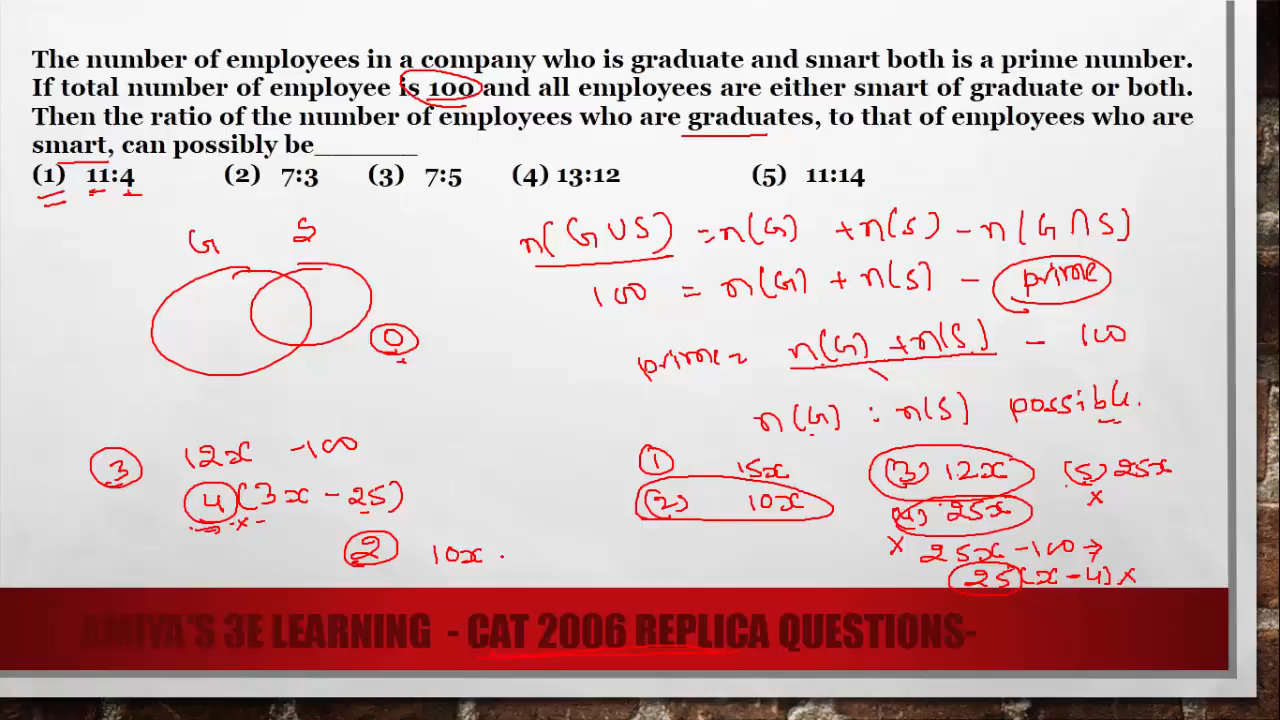 The number of employees in a company who is graduate and smart both is a prime number.
If total number of employee is 100 and all employees are either smart of graduate or both.
Then the ratio of the number of employees who are graduates, to that of employees who are
smart, can possibly be______
(1) 11:4 (2) 7:3 (3) 7:5 (4) 13:12 (5) 11:14
G S
0
n(G∪S) = n(G) + n(S) - n(G∩S)
100 = n(G) + n(S) - prime
prime = n(G) + n(S) - 100
n(G) : n(S) possible.
(3) 12x - 100
4(3x - 25)
(2) 10x .
(1) 15x (3) 12x (5) 25x
(2) 10x (4) 25x x
x 25x - 100 →
25(x - 4) x
AMIYA'S 3E LEARNING - CAT 2006 REPLICA QUESTIONS-